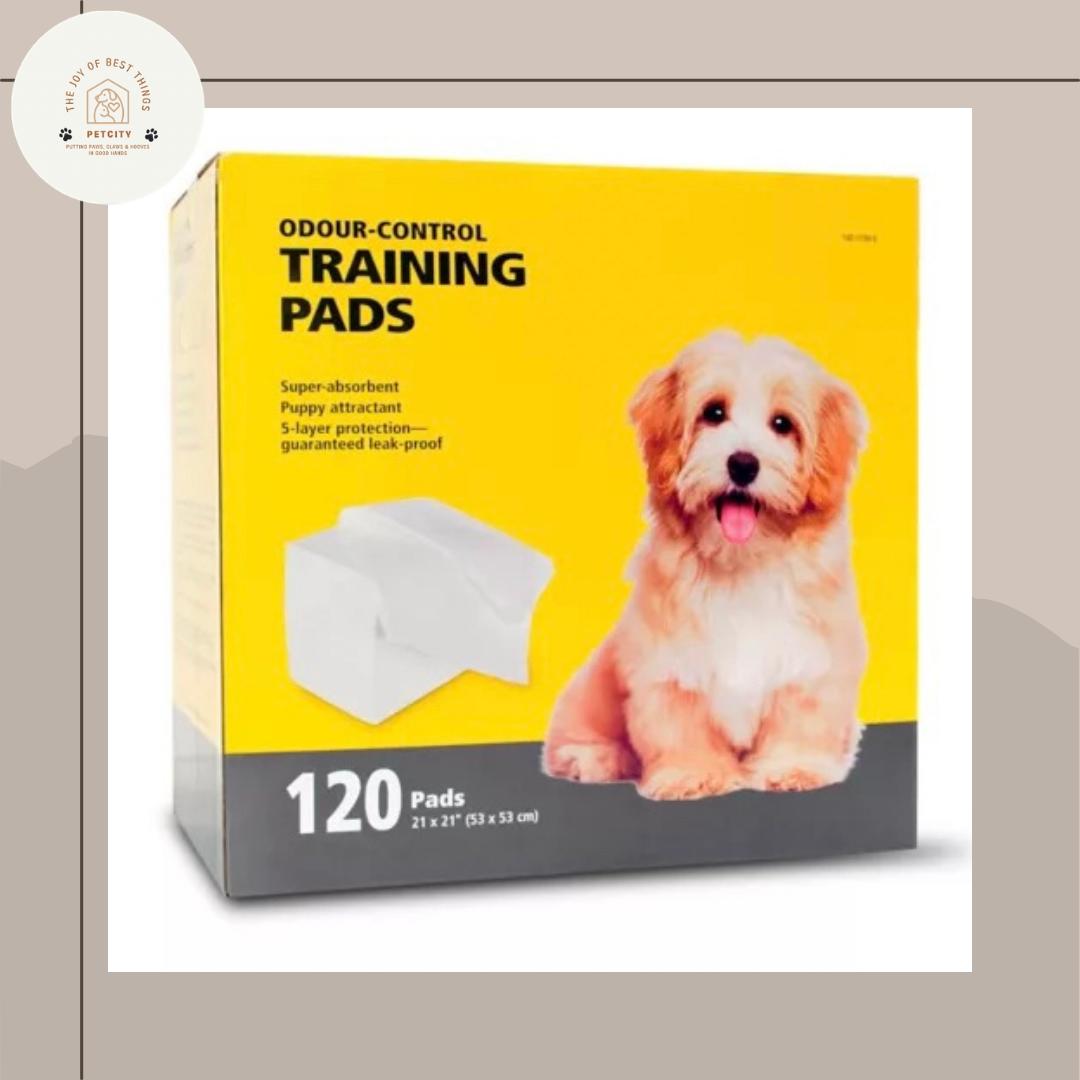 THE JOY OF BEST THINGS
PETCITY
PUTTING PAWS, CLAWS & HOOVES
IN GOOD HANDS
ODOUR-CONTROL
TRAINING
PADS
Super-absorbent
Puppy attractant
5-layer protection—
guaranteed leak-proof
120 Pads
21 x 21" (53 x 53 cm)